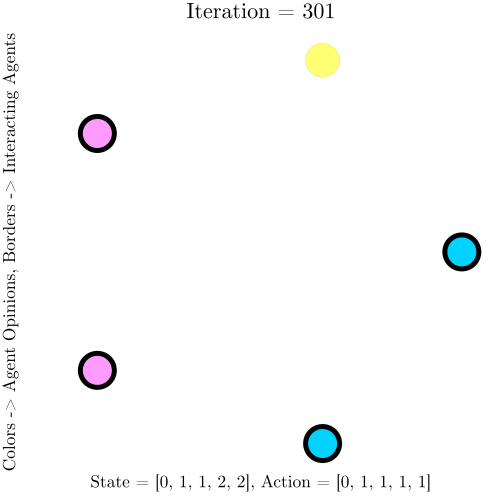 Iteration = 301
Colors -> Agent Opinions, Borders -> Interacting Agents
State = [0, 1, 1, 2, 2], Action = [0, 1, 1, 1, 1]